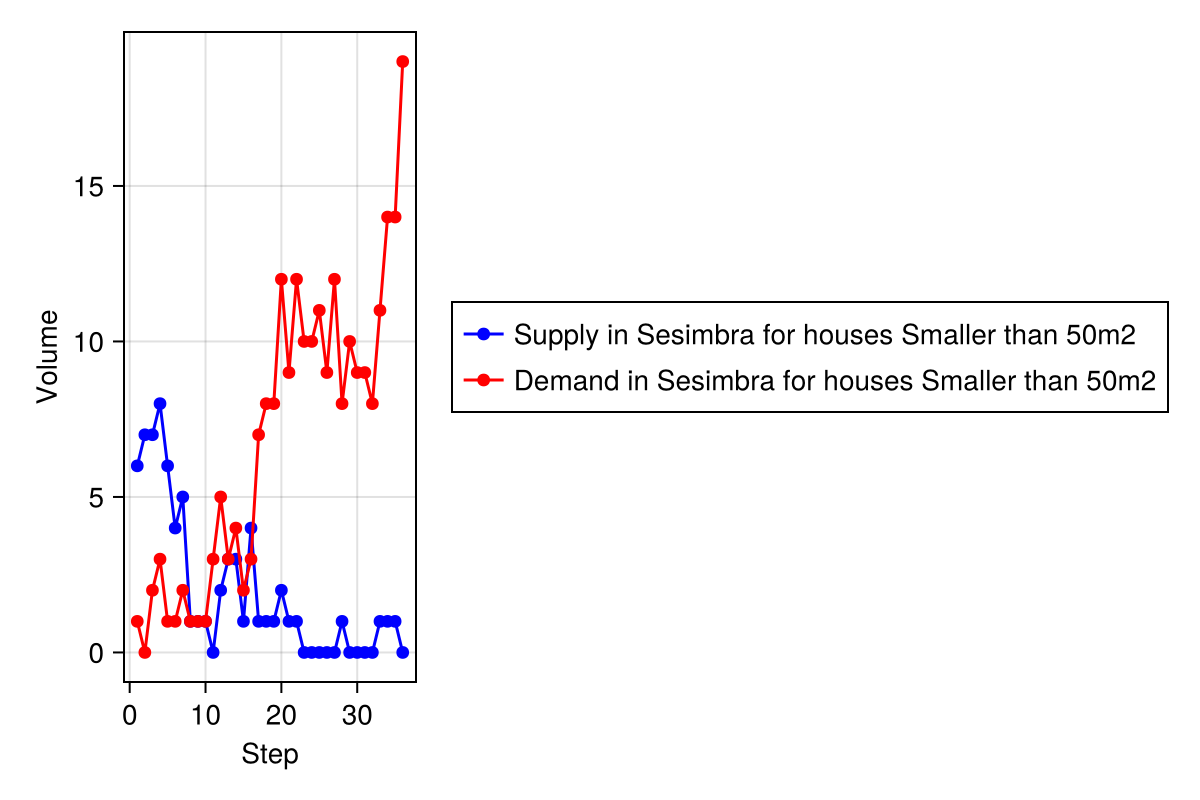 Volume
15
10
5
0
0 10 20 30
Step
Supply in Sesimbra for houses Smaller than 50m2
Demand in Sesimbra for houses Smaller than 50m2